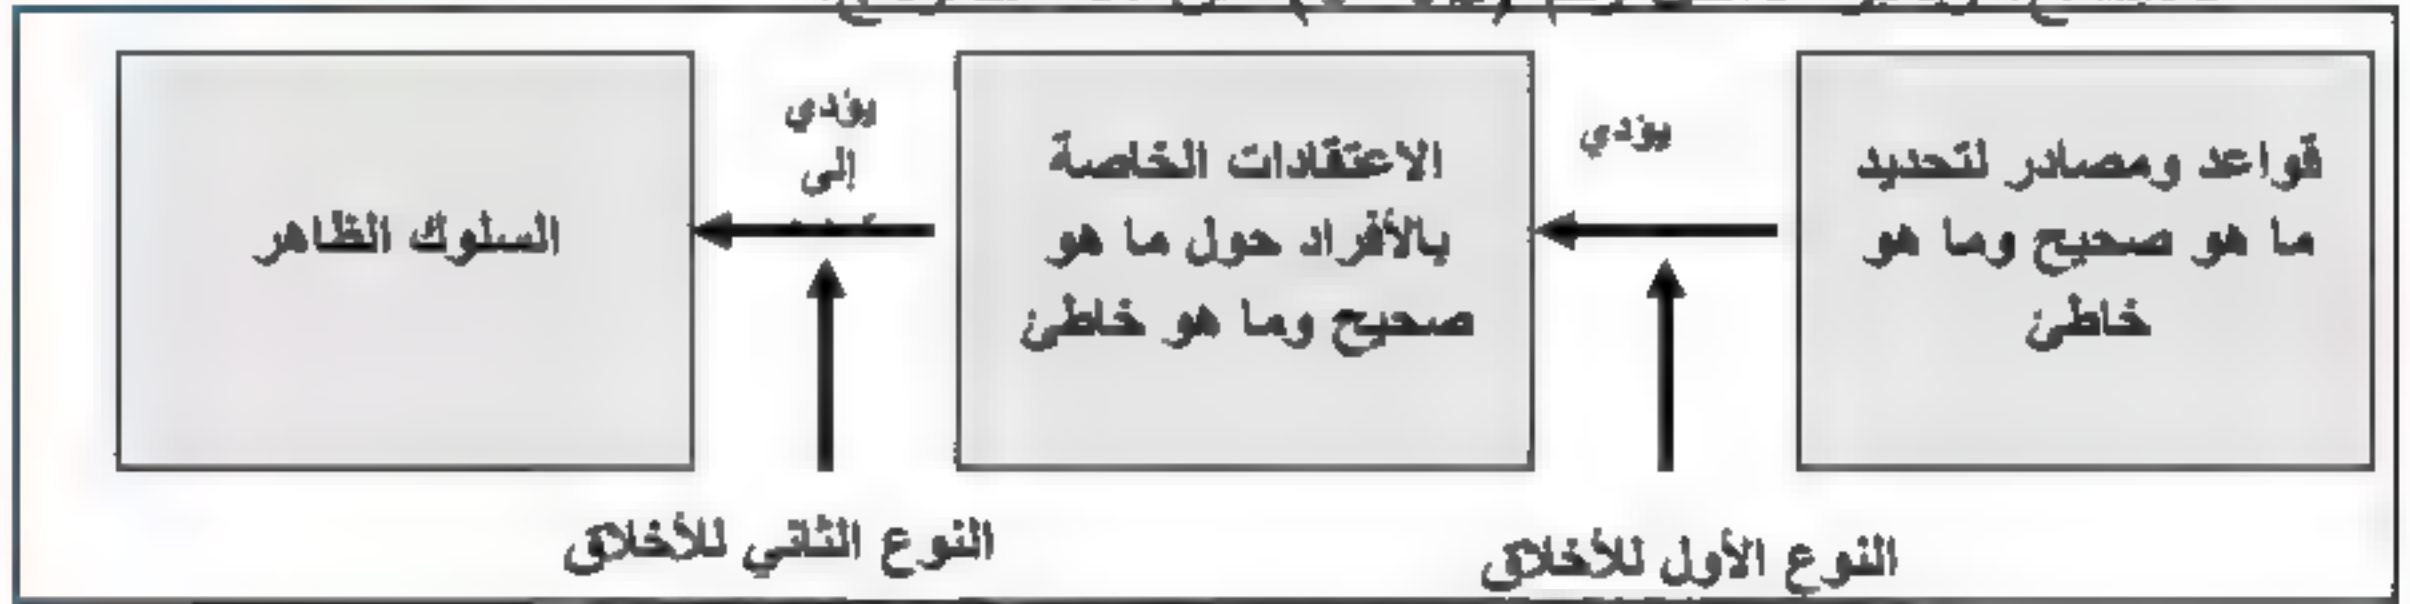 قواعد ومصادر لتحديد
ما هو صحيح وما هو
خاطئ
يؤدي
الاعتقادات الخاصة
بالأفراد حول ما هو
صحيح وما هو خاطئ
يؤدي
إلى
السلوك الظاهر
النوع الأول للأخلاق
النوع الثاني للأخلاق